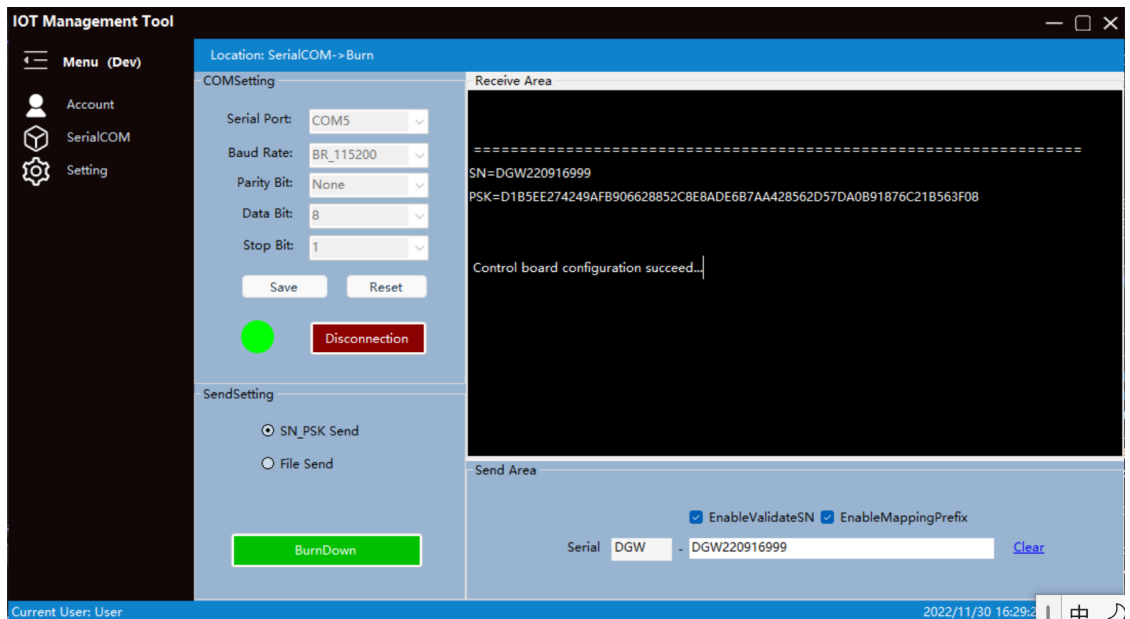 IOT Management Tool
Menu (Dev)
Account
SerialCOM
Setting
Location: SerialCOM->Burn
COMSetting
Serial Port: COM5
Baud Rate: BR_115200
Parity Bit: None
Data Bit: 8
Stop Bit: 1
Save Reset
Disconnection
SendSetting
SN_PSK Send
File Send
BurnDown
Receive Area
==================================================================
SN=DGW220916999
PSK=D1B5EE274249AFB906628852C8E8ADE6B7AA428562D57DA0B91876C21B563F08
Control board configuration succeed...
Send Area
EnableValidateSN EnableMappingPrefix
Serial DGW - DGW220916999 Clear
Current User: User 2022/11/30 16:29:2
中